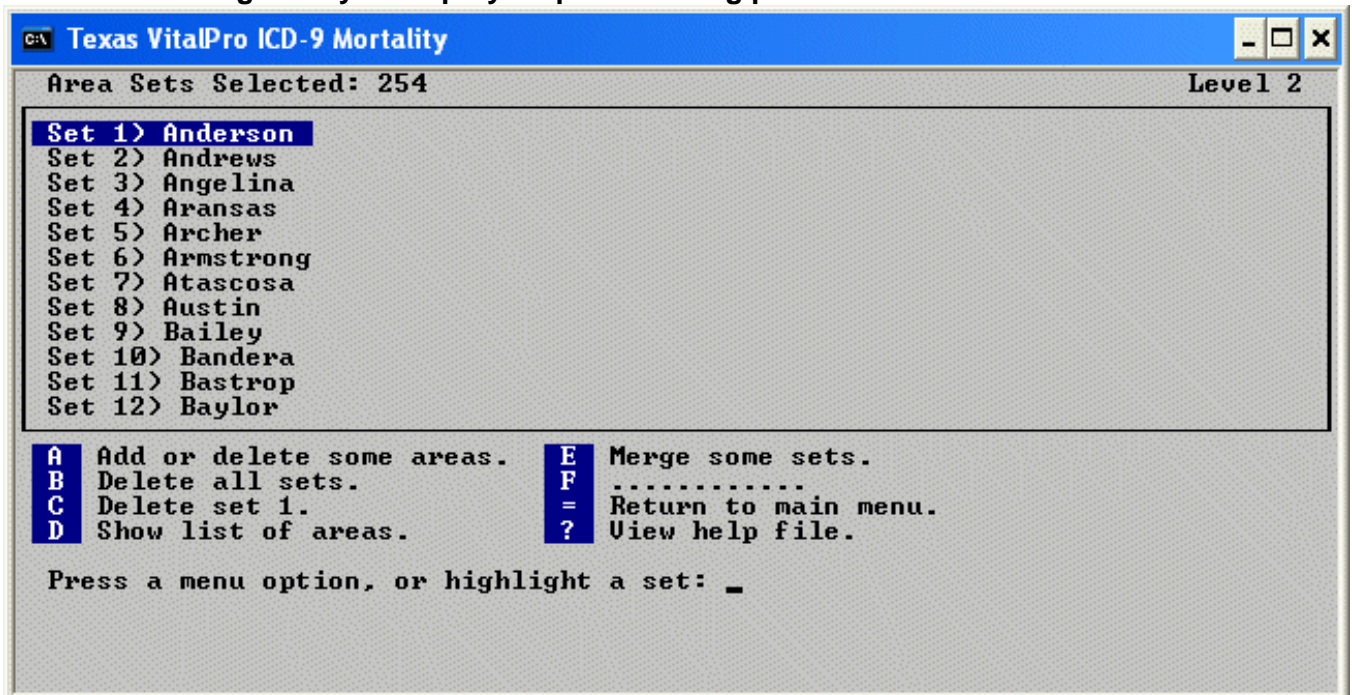 Texas VitalPro ICD-9 Mortality
Area Sets Selected: 254 Level 2
Set 1) Anderson
Set 2) Andrews
Set 3) Angelina
Set 4) Aransas
Set 5) Archer
Set 6) Armstrong
Set 7) Atascosa
Set 8) Austin
Set 9) Bailey
Set 10) Bandera
Set 11) Bastrop
Set 12) Baylor
A Add or delete some areas. E Merge some sets.
B Delete all sets. F ............
C Delete set 1. = Return to main menu.
D Show list of areas. ? View help file.
Press a menu option, or highlight a set: _